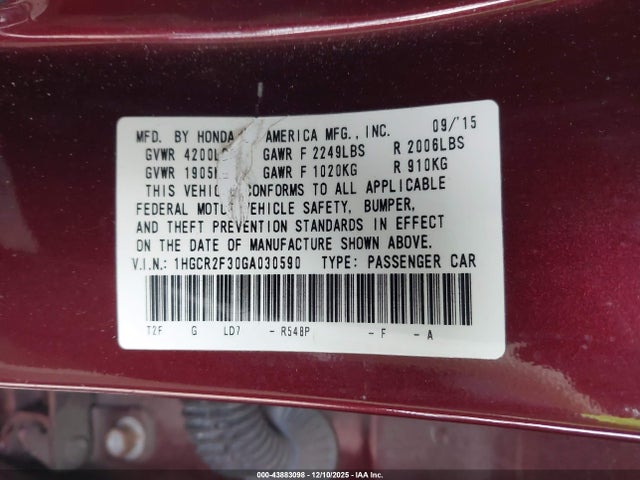 MFD. BY HONDA AMERICA MFG., INC. 09/'15
GVWR 4200L GAWR F 2249LBS R 2006LBS
GVWR 1905 GAWR F 1020KG R 910KG
THIS VEHIC CONFORMS TO ALL APPLICABLE
FEDERAL MOTO VEHICLE SAFETY, BUMPER,
AND THEFT PREVENTION STANDARDS IN EFFECT
ON THE DATE OF MANUFACTURE SHOWN ABOVE.
V.I.N.: 1HGCR2F30GA030590 TYPE: PASSENGER CAR
T2F G LD7 - R548P - F - A
000-43883098 - 12/10/2025 - IAA Inc.